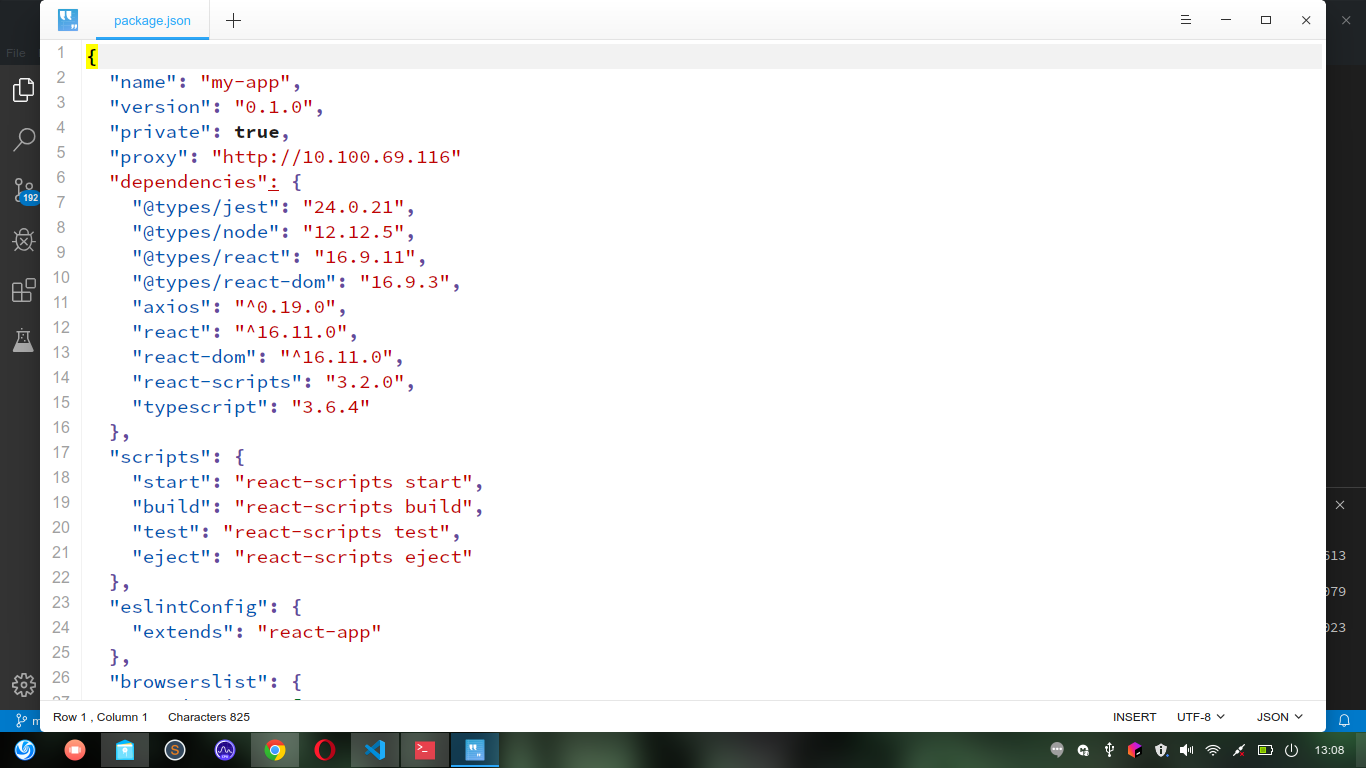 package.json
File
1 {
2 "name": "my-app",
3 "version": "0.1.0",
4 "private": true,
5 "proxy": "http://10.100.69.116"
6 "dependencies": {
7 "@types/jest": "24.0.21",
8 "@types/node": "12.12.5",
9 "@types/react": "16.9.11",
10 "@types/react-dom": "16.9.3",
11 "axios": "^0.19.0",
12 "react": "^16.11.0",
13 "react-dom": "^16.11.0",
14 "react-scripts": "3.2.0",
15 "typescript": "3.6.4"
16 },
17 "scripts": {
18 "start": "react-scripts start",
19 "build": "react-scripts build",
20 "test": "react-scripts test",
21 "eject": "react-scripts eject"
22 },
23 "eslintConfig": {
24 "extends": "react-app"
25 },
26 "browserslist": {
192
613
079
023
Row 1 , Column 1 Characters 825 INSERT UTF-8 JSON
13:08